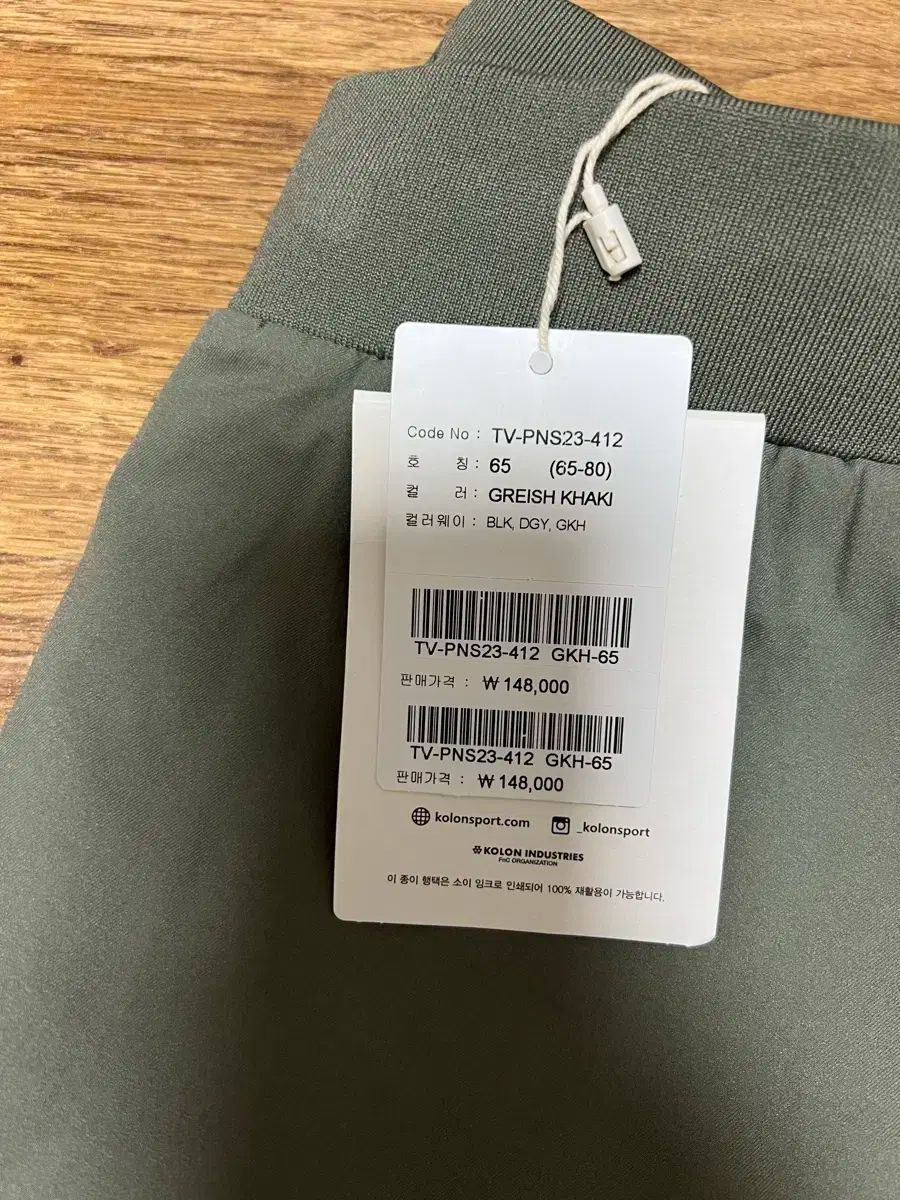 Code No : TV-PNS23-412
호 칭 : 65 (65-80)
컬 러 : GREISH KHAKI
컬러웨이 : BLK, DGY, GKH
TV-PNS23-412 GKH-65
판매가격 : ₩ 148,000
TV-PNS23-412 GKH-65
판매가격 : ₩ 148,000
kolonsport.com _kolonsport
KOLON INDUSTRIES
FnC ORGANIZATION
이 종이 행택은 소이 잉크로 인쇄되어 100% 재활용이 가능합니다.